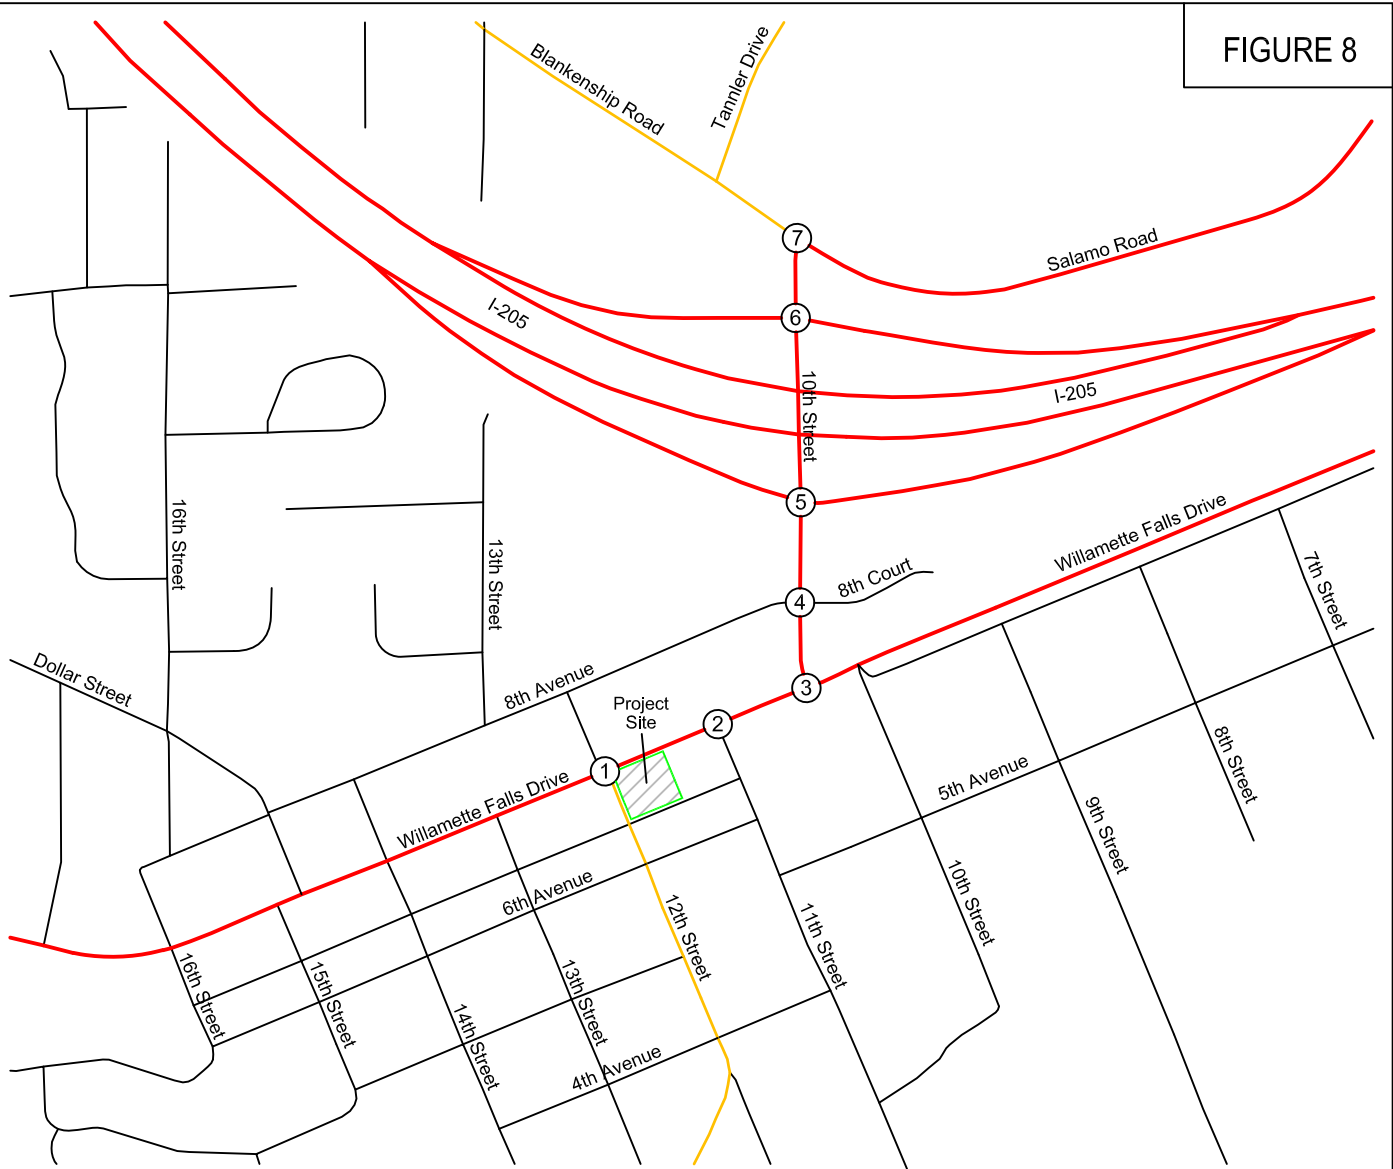 FIGURE 8
Blankenship Road
Tannler Drive
7
Salamo Road
6
I-205
10th Street
I-205
5
16th Street
13th Street
Willamette Falls Drive
7th Street
4
8th Court
Dollar Street
8th Avenue
Project
Site
3
2
1
Willamette Falls Drive
8th Street
5th Avenue
9th Street
6th Avenue
10th Street
12th Street
11th Street
16th Street
15th Street
13th Street
14th Street
4th Avenue